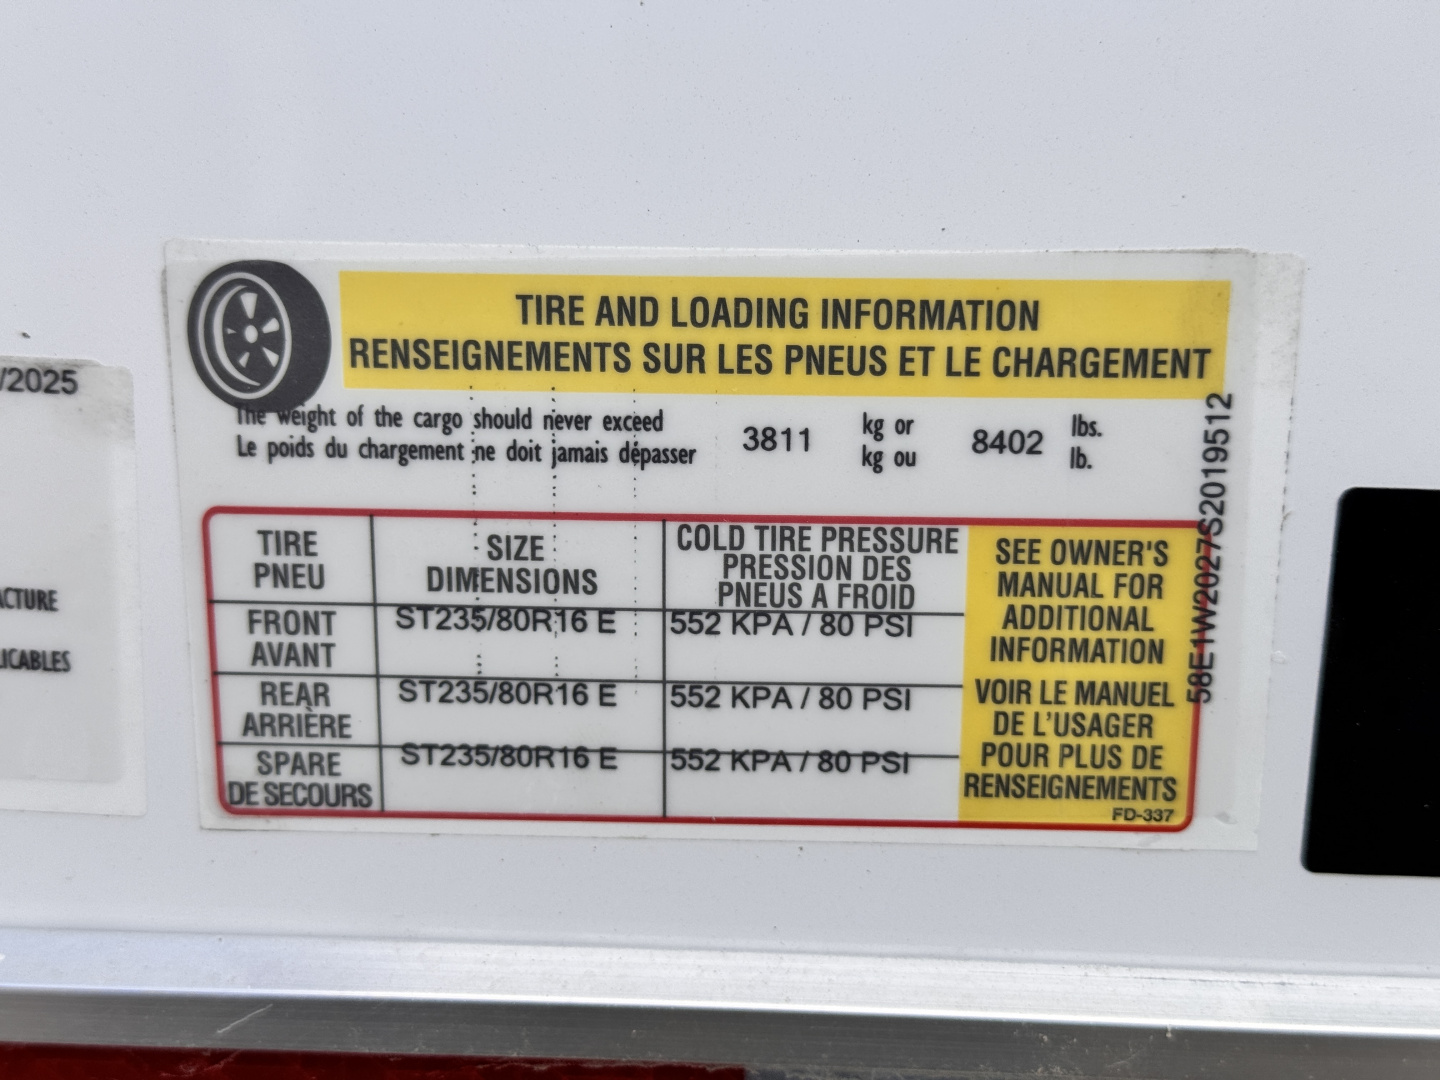 /2025
ACTURE
LICABLES
TIRE AND LOADING INFORMATION
RENSEIGNEMENTS SUR LES PNEUS ET LE CHARGEMENT
The weight of the cargo should never exceed 3811 kg or 8402 lbs.
Le poids du chargement ne doit jamais dépasser kg ou lb.
TIRE
PNEU
SIZE
DIMENSIONS
COLD TIRE PRESSURE
PRESSION DES
PNEUS A FROID
FRONT
AVANT
ST235/80R16 E
552 KPA / 80 PSI
REAR
ARRIÈRE
ST235/80R16 E
552 KPA / 80 PSI
SPARE
DE SECOURS
ST235/80R16 E
552 KPA / 80 PSI
SEE OWNER'S
MANUAL FOR
ADDITIONAL
INFORMATION
VOIR LE MANUEL
DE L'USAGER
POUR PLUS DE
RENSEIGNEMENTS
FD-337
58E1W2027S2019512